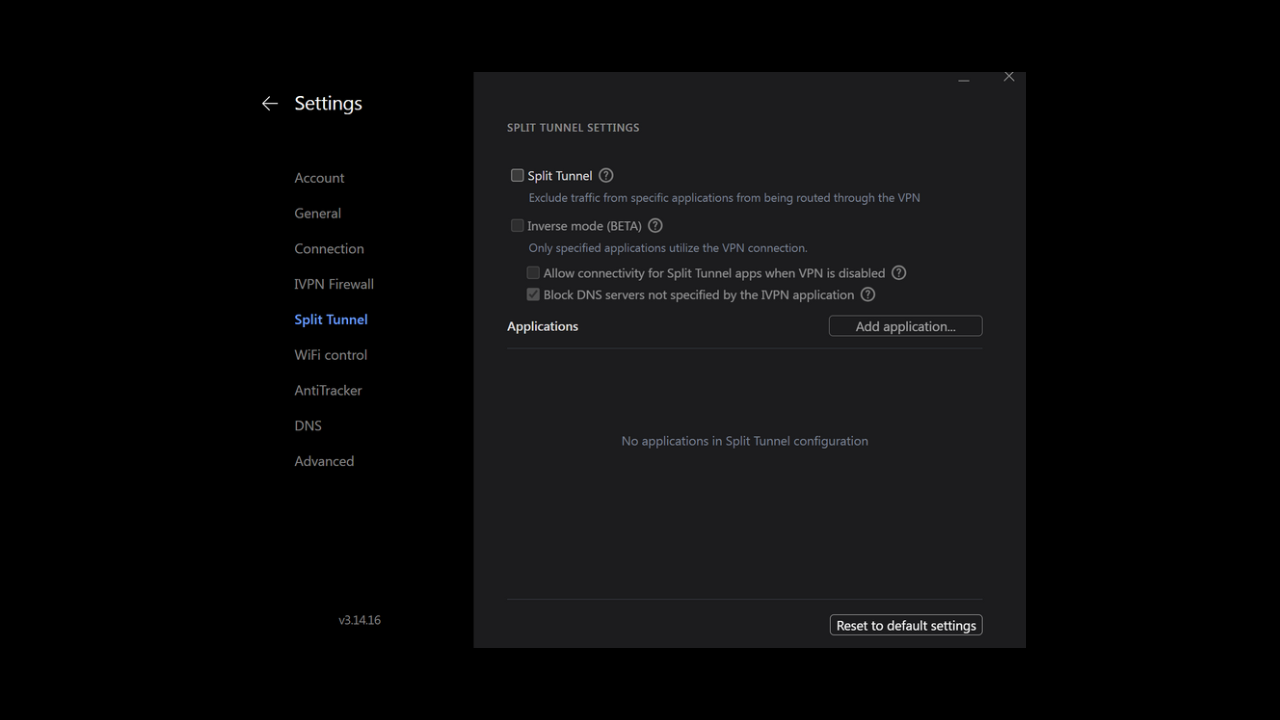 Settings
Account
General
Connection
IVPN Firewall
Split Tunnel
WiFi control
AntiTracker
DNS
Advanced
v3.14.16
SPLIT TUNNEL SETTINGS
Split Tunnel ?
Exclude traffic from specific applications from being routed through the VPN
Inverse mode (BETA) ?
Only specified applications utilize the VPN connection.
Allow connectivity for Split Tunnel apps when VPN is disabled ?
Block DNS servers not specified by the IVPN application ?
Applications Add application...
No applications in Split Tunnel configuration
Reset to default settings